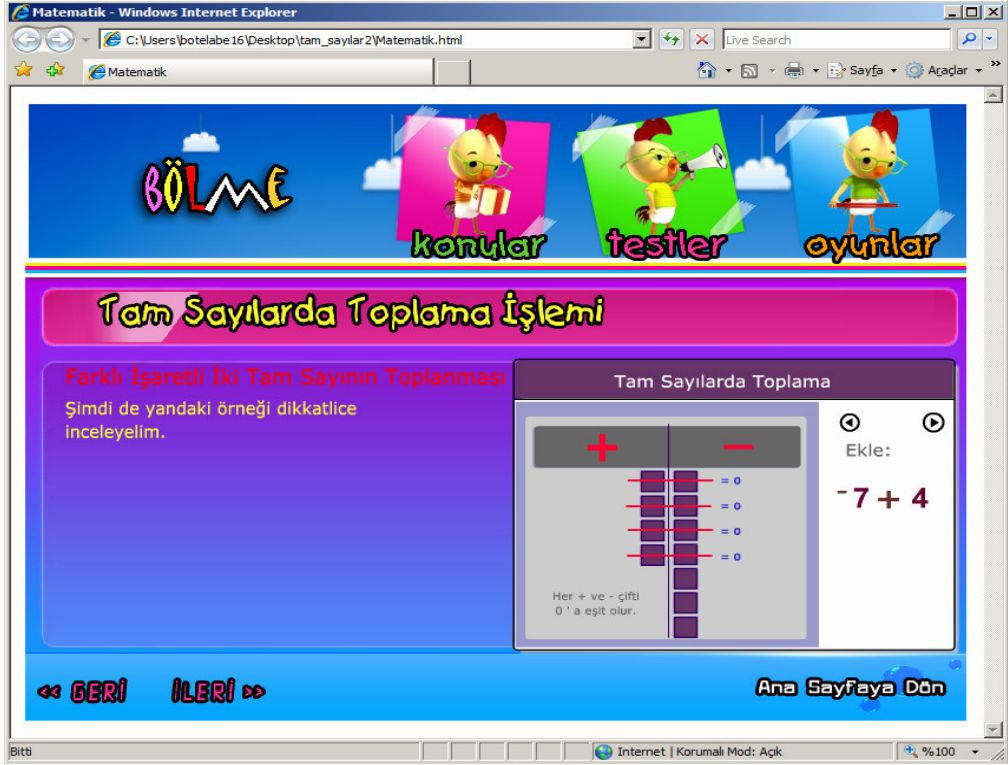 Matematik - Windows Internet Explorer
C:\Users\botelabe16\Desktop\tam_sayılar2\Matematik.html
Live Search
Matematik
Sayfa
Araçlar
BÖLME
konular
testler
oyunlar
Tam Sayılarda Toplama İşlemi
Farklı İşaretli İki Tam Sayının Toplanması
Şimdi de yandaki örneği dikkatlice
inceleyelim.
Tam Sayılarda Toplama
+ −
= 0
= 0
= 0
= 0
Her + ve - çifti
0 ' a eşit olur.
Ekle:
-7 + 4
<< GERİ
İLERİ >>
Ana Sayfaya Dön
Bitti
Internet | Korumalı Mod: Açık
%100